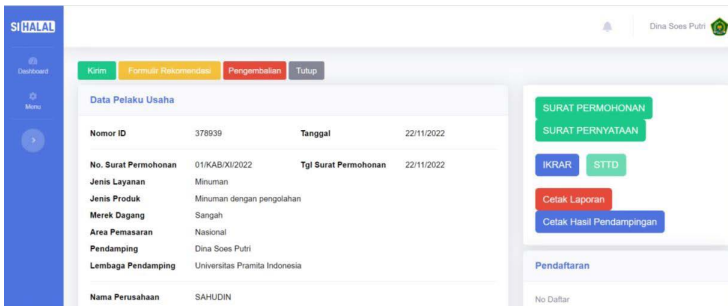 SI HALAL
Dina Soes Putri
Dashboard
Menu
Kirim Formulir Rekomendasi Pengembalian Tutup
Data Pelaku Usaha
Nomor ID 378939 Tanggal 22/11/2022
No. Surat Permohonan 01/KAB/XI/2022 Tgl Surat Permohonan 22/11/2022
Jenis Layanan Minuman
Jenis Produk Minuman dengan pengolahan
Merek Dagang Sangah
Area Pemasaran Nasional
Pendamping Dina Soes Putri
Lembaga Pendamping Universitas Pramita Indonesia
Nama Perusahaan SAHUDIN
SURAT PERMOHONAN
SURAT PERNYATAAN
IKRAR STTD
Cetak Laporan
Cetak Hasil Pendampingan
Pendaftaran
No Daftar